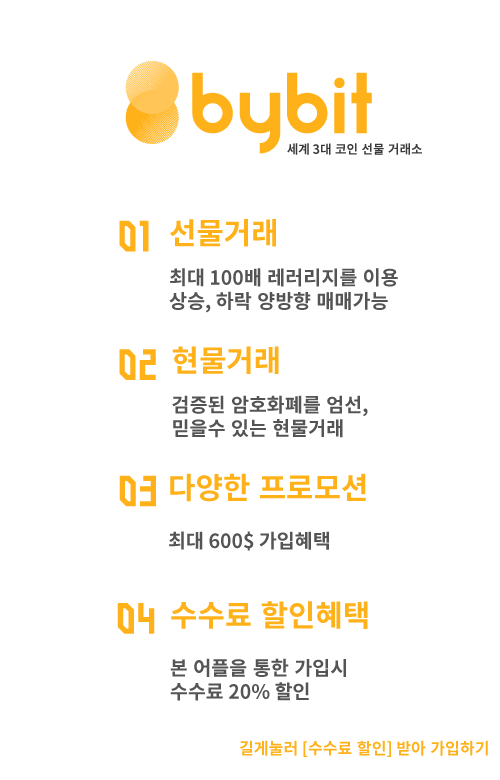 bybit
세계 3대 코인 선물 거래소
01 선물거래
최대 100배 레러리지를 이용
상승, 하락 양방향 매매가능
02 현물거래
검증된 암호화폐를 엄선,
믿을수 있는 현물거래
03 다양한 프로모션
최대 600$ 가입혜택
04 수수료 할인혜택
본 어플을 통한 가입시
수수료 20% 할인
길게눌러 [수수료 할인] 받아 가입하기